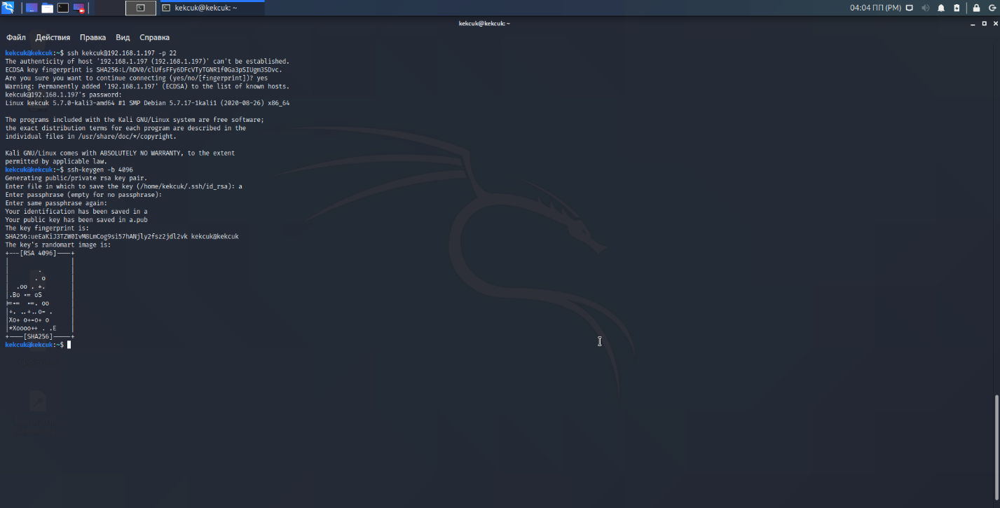 kekcuk@kekcuk: ~
04:04 ПП (PM)
kekcuk@kekcuk: ~
Файл Действия Правка Вид Справка
kekcuk@kekcuk:~$ ssh kekcuk@192.168.1.197 -p 22
The authenticity of host '192.168.1.197 (192.168.1.197)' can't be established.
ECDSA key fingerprint is SHA256:L/hDV0/clUfsFFy6DFcVTyTGNR1f0Ga3pSIUgm3SDvc.
Are you sure you want to continue connecting (yes/no/[fingerprint])? yes
Warning: Permanently added '192.168.1.197' (ECDSA) to the list of known hosts.
kekcuk@192.168.1.197's password:
Linux kekcuk 5.7.0-kali3-amd64 #1 SMP Debian 5.7.17-1kali1 (2020-08-26) x86_64
The programs included with the Kali GNU/Linux system are free software;
the exact distribution terms for each program are described in the
individual files in /usr/share/doc/*/copyright.
Kali GNU/Linux comes with ABSOLUTELY NO WARRANTY, to the extent
permitted by applicable law.
kekcuk@kekcuk:~$ ssh-keygen -b 4096
Generating public/private rsa key pair.
Enter file in which to save the key (/home/kekcuk/.ssh/id_rsa): a
Enter passphrase (empty for no passphrase):
Enter same passphrase again:
Your identification has been saved in a
Your public key has been saved in a.pub
The key fingerprint is:
SHA256:ueEaKiJ3TZW0IvM8LmCog9si57hANjly2fsz2jdl2vk kekcuk@kekcuk
The key's randomart image is:
+---[RSA 4096]----+
|                 |
|        .        |
|       . o       |
|  .oo . +.       |
|.Bo += oS        |
|=+=  +=. oo      |
|+. ..+..o= .     |
|Xo+ o+=o+ o      |
|*Xoooo++ . .E    |
+----[SHA256]-----+
kekcuk@kekcuk:~$